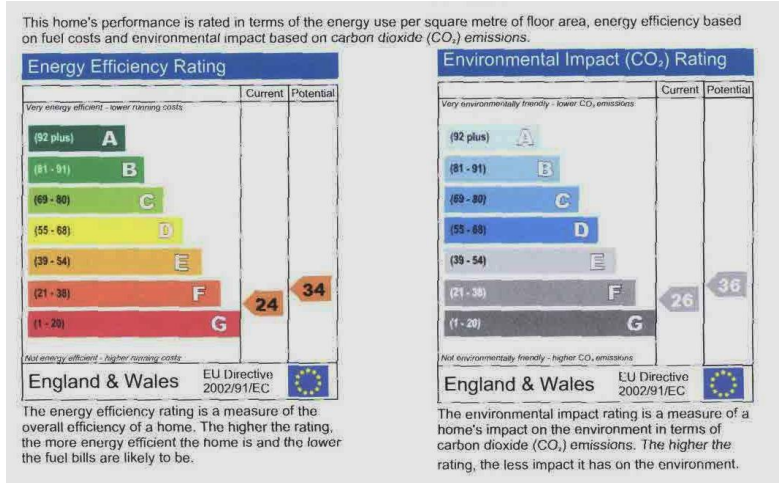 This home's performance is rated in terms of the energy use per square metre of floor area, energy efficiency based
on fuel costs and environmental impact based on carbon dioxide (CO₂) emissions.
Energy Efficiency Rating
Current Potential
Very energy efficient - lower running costs
(92 plus) A
(81 - 91) B
(69 - 80) C
(55 - 68) D
(39 - 54) E
(21 - 38) F
(1 - 20) G
24
34
Not energy efficient - higher running costs
England & Wales
EU Directive
2002/91/EC
The energy efficiency rating is a measure of the
overall efficiency of a home. The higher the rating,
the more energy efficient the home is and the lower
the fuel bills are likely to be.
Environmental Impact (CO₂) Rating
Current Potential
Very environmentally friendly - lower CO₂ emissions
(92 plus) A
(81 - 91) B
(69 - 80) C
(55 - 68) D
(39 - 54) E
(21 - 38) F
(1 - 20) G
26
36
Not environmentally friendly - higher CO₂ emissions
England & Wales
EU Directive
2002/91/EC
The environmental impact rating is a measure of a
home's impact on the environment in terms of
carbon dioxide (CO₂) emissions. The higher the
rating, the less impact it has on the environment.